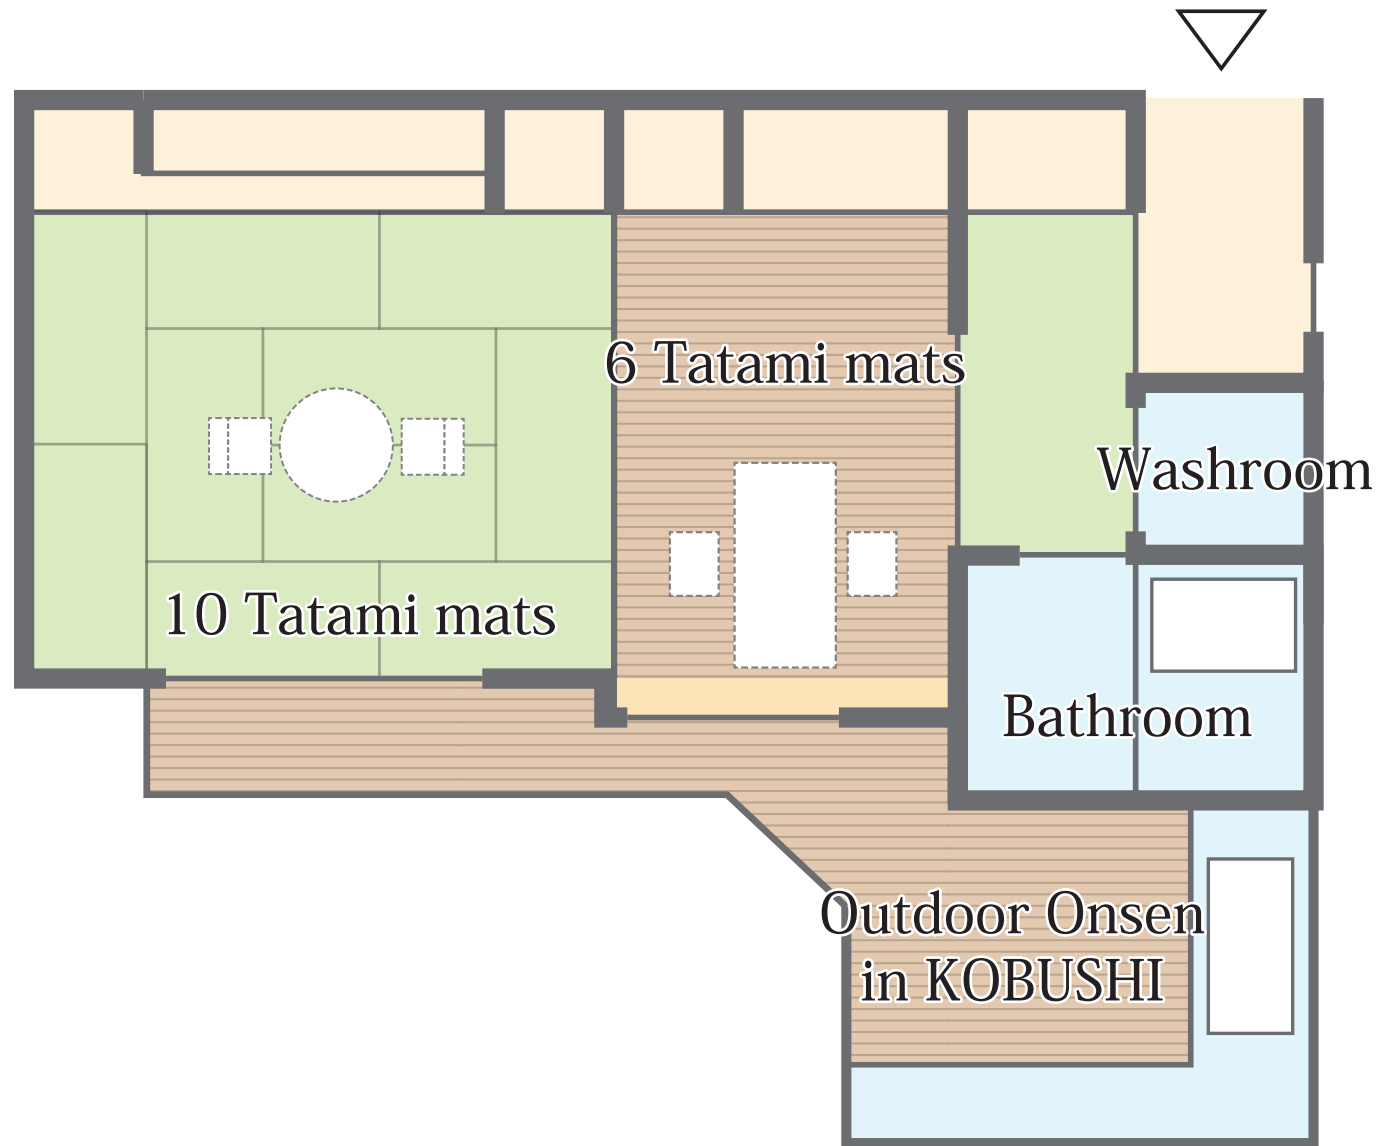 6 Tatami mats
Washroom
10 Tatami mats
Bathroom
Outdoor Onsen
in KOBUSHI